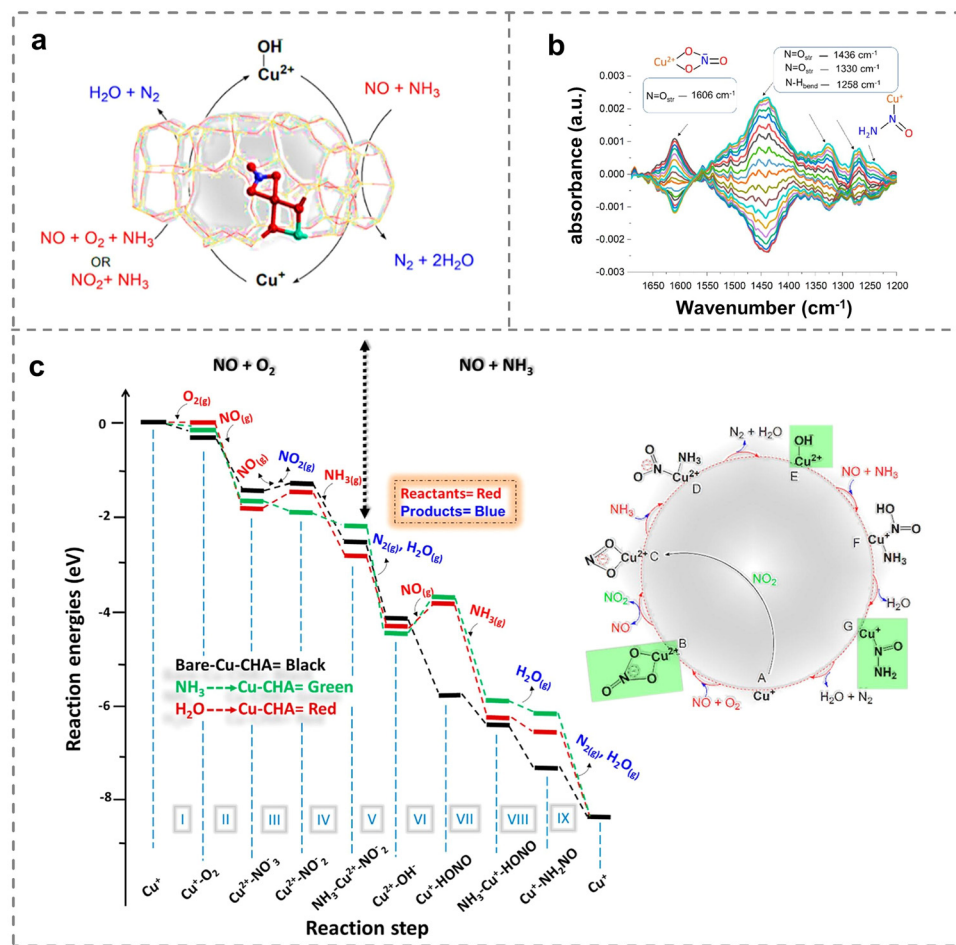 a
OH⁻
Cu²⁺
H₂O + N₂
NO + NH₃
NO + O₂ + NH₃
OR
NO₂+ NH₃
Cu⁺
N₂ + 2H₂O
b
Cu²⁺
O
O
N=O
N=Oₛₜᵣ — 1606 cm⁻¹
N=Oₛₜᵣ — 1436 cm⁻¹
N=Oₛₜᵣ — 1330 cm⁻¹
N-H_bend — 1258 cm⁻¹
Cu⁺
H₂N
N
O
absorbance (a.u.)
0.003
0.002
0.001
0.000
-0.001
-0.002
-0.003
1650 1600 1550 1500 1450 1400 1350 1300 1250 1200
Wavenumber (cm⁻¹)
c
NO + O₂
NO + NH₃
O₂(g)
NO(g)
NO(g)
NO₂(g)
NH₃(g)
Reactants= Red
Products= Blue
N₂(g), H₂O(g)
NO(g)
NH₃(g)
H₂O(g)
N₂(g), H₂O(g)
Bare-Cu-CHA= Black
NH₃ Cu-CHA= Green
H₂O Cu-CHA= Red
Reaction energies (eV)
0
-2
-4
-6
-8
I II III IV V VI VII VIII IX
Cu⁺
Cu⁺-O₂
Cu²⁺-NO⁻₃
Cu²⁺-NO⁻₂
NH₃-Cu²⁺-NO⁻₂
Cu²⁺-OH⁻
Cu⁺-HONO
NH₃-Cu⁺-HONO
Cu⁺-NH₂NO
Cu⁺
Reaction step
N₂ + H₂O
OH⁻
Cu²⁺
E
NO + NH₃
HO
N
O
Cu⁺
NH₃
F
H₂O
G
Cu⁺
N
O
NH₂
H₂O + N₂
A
Cu⁺
NO + O₂
B
Cu²⁺
O
O
N
O
NO
NO₂
NO₂
C
Cu²⁺
O
N
O
NH₃
D
O
N
O
NH₃
Cu²⁺